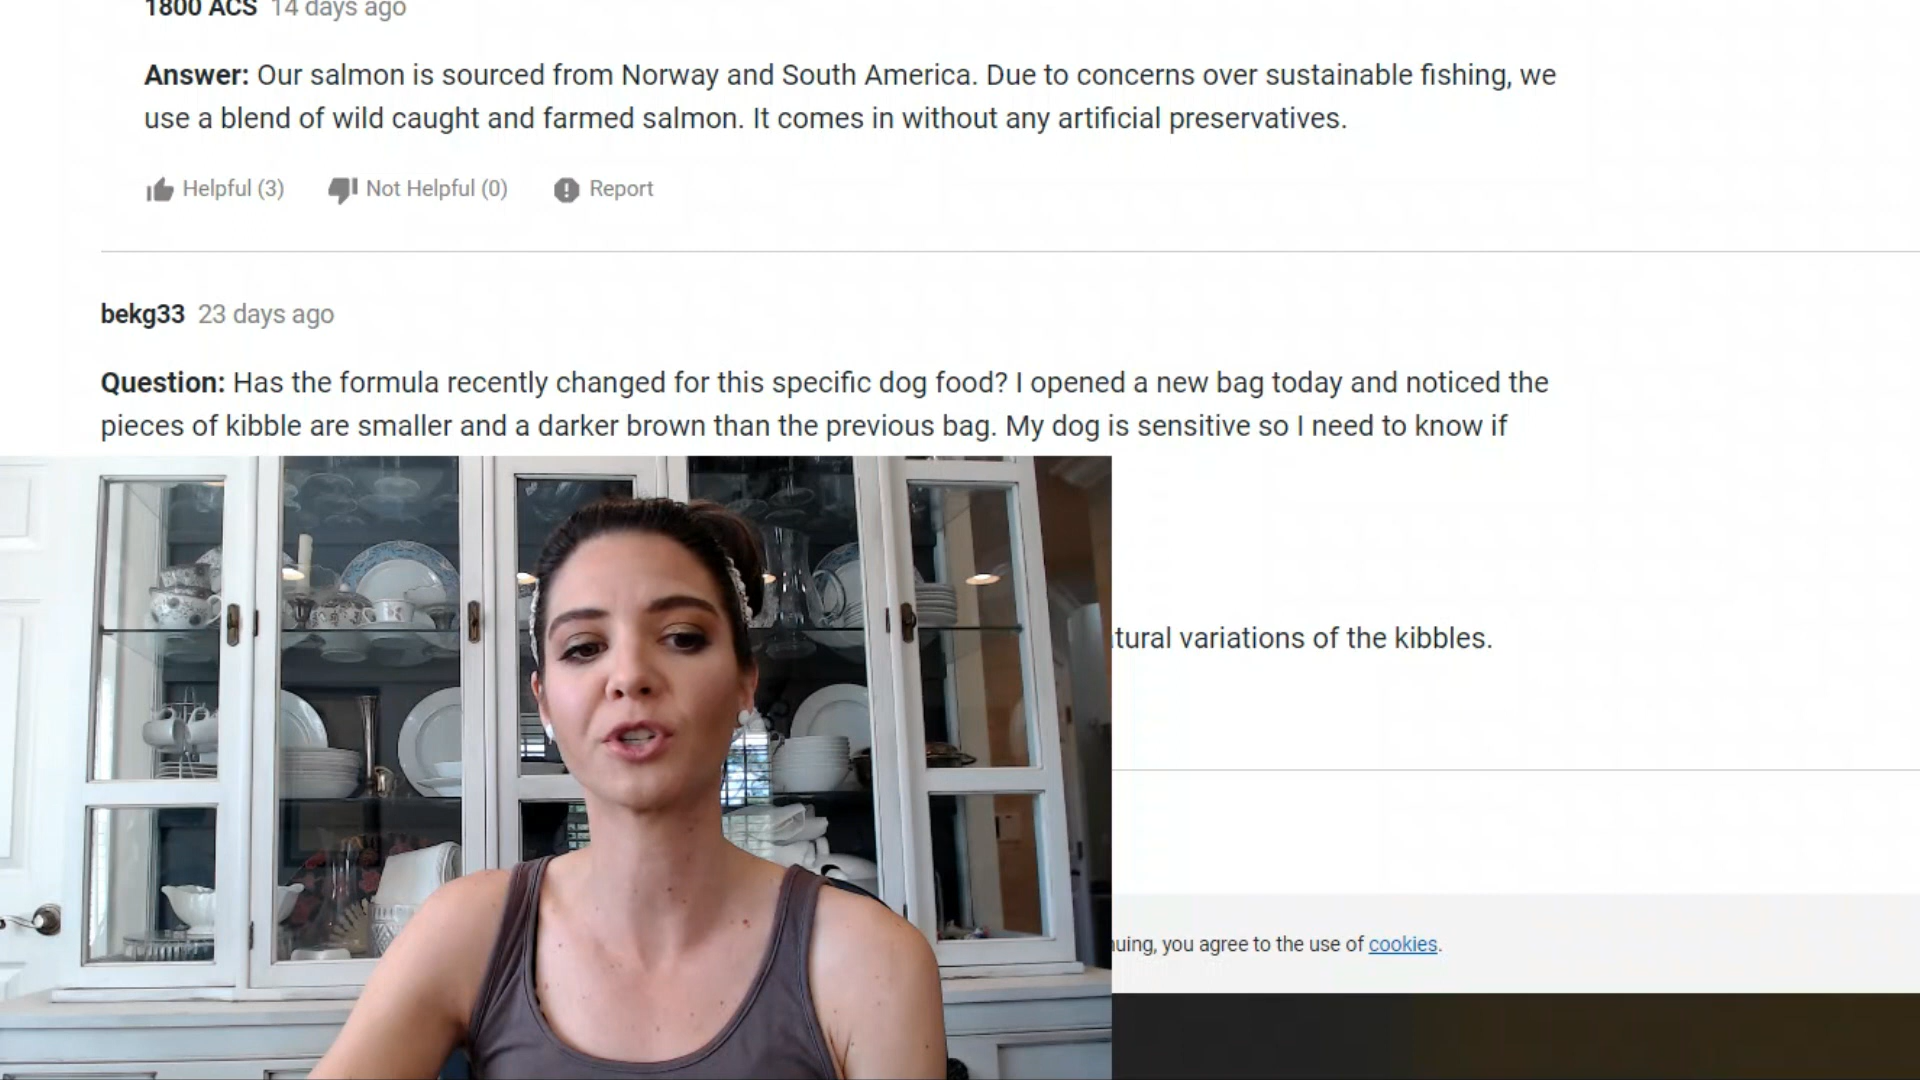 1800 ACS 14 days ago
Answer: Our salmon is sourced from Norway and South America. Due to concerns over sustainable fishing, we
use a blend of wild caught and farmed salmon. It comes in without any artificial preservatives.
Helpful (3) Not Helpful (0) Report
bekg33 23 days ago
Question: Has the formula recently changed for this specific dog food? I opened a new bag today and noticed the
pieces of kibble are smaller and a darker brown than the previous bag. My dog is sensitive so I need to know if
variations of the kibbles.
you agree to the use of cookies.